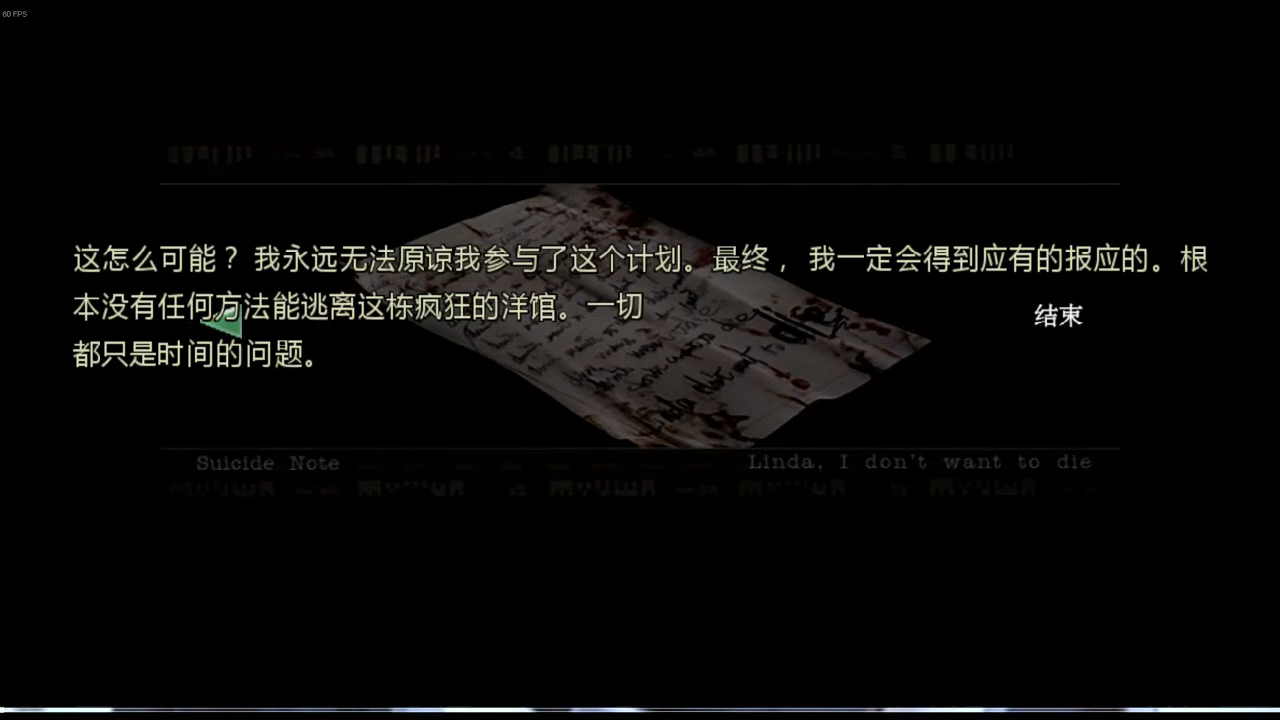 60 FPS
这怎么可能？我永远无法原谅我参与了这个计划。最终，我一定会得到应有的报应的。根
本没有任何方法能逃离这栋疯狂的洋馆。一切
结束
都只是时间的问题。
Suicide Note
Linda, I don't want to die